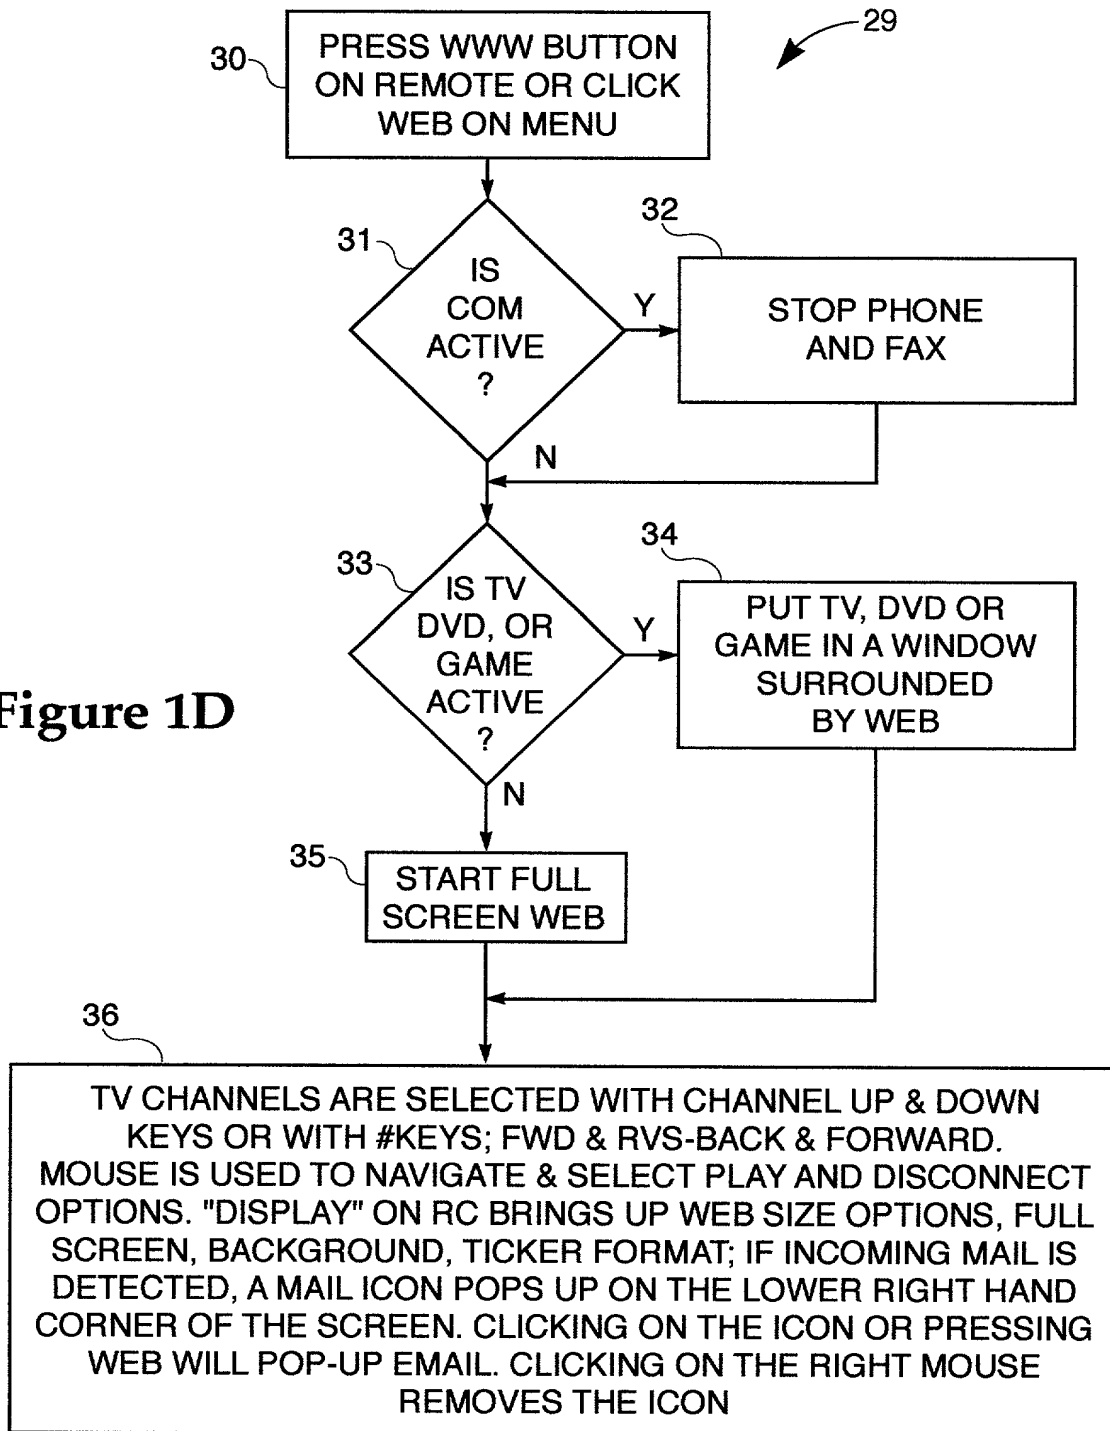 29
30
PRESS WWW BUTTON
ON REMOTE OR CLICK
WEB ON MENU
31
IS
COM
ACTIVE
?
Y
32
STOP PHONE
AND FAX
N
33
IS TV
DVD, OR
GAME
ACTIVE
?
Y
34
PUT TV, DVD OR
GAME IN A WINDOW
SURROUNDED
BY WEB
Figure 1D
N
35
START FULL
SCREEN WEB
36
TV CHANNELS ARE SELECTED WITH CHANNEL UP & DOWN
KEYS OR WITH #KEYS; FWD & RVS-BACK & FORWARD.
MOUSE IS USED TO NAVIGATE & SELECT PLAY AND DISCONNECT
OPTIONS. "DISPLAY" ON RC BRINGS UP WEB SIZE OPTIONS, FULL
SCREEN, BACKGROUND, TICKER FORMAT; IF INCOMING MAIL IS
DETECTED, A MAIL ICON POPS UP ON THE LOWER RIGHT HAND
CORNER OF THE SCREEN. CLICKING ON THE ICON OR PRESSING
WEB WILL POP-UP EMAIL. CLICKING ON THE RIGHT MOUSE
REMOVES THE ICON